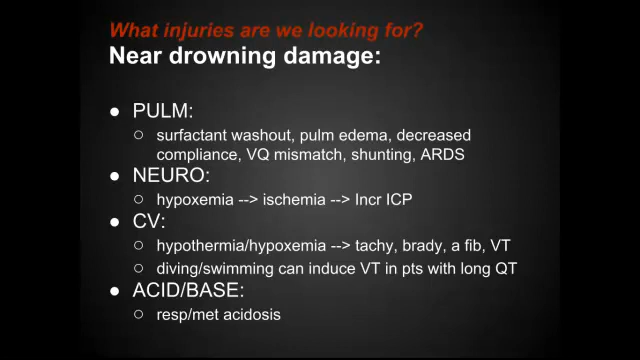 What injuries are we looking for?
Near drowning damage:
● PULM:
○ surfactant washout, pulm edema, decreased
compliance, VQ mismatch, shunting, ARDS
● NEURO:
○ hypoxemia --> ischemia --> Incr ICP
● CV:
○ hypothermia/hypoxemia --> tachy, brady, a fib, VT
○ diving/swimming can induce VT in pts with long QT
● ACID/BASE:
○ resp/met acidosis